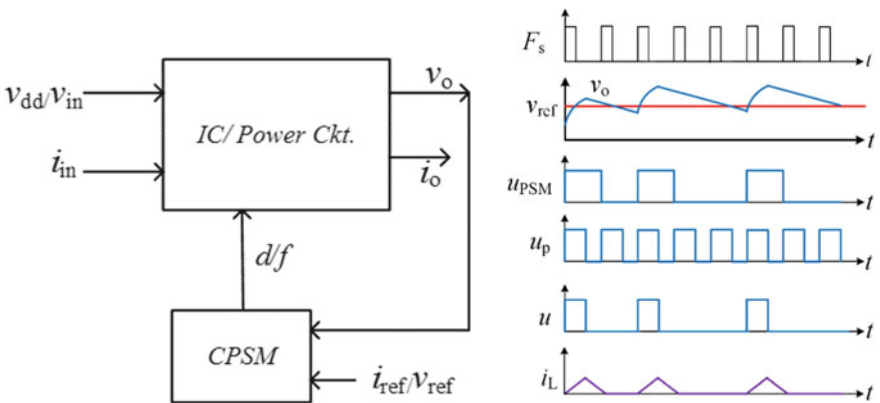 v_dd/v_in
i_in
IC/ Power Ckt.
v_o
i_o
d/f
CPSM
i_ref/v_ref
F_s
t
v_o
v_ref
t
u_PSM
t
u_p
t
u
t
i_L
t